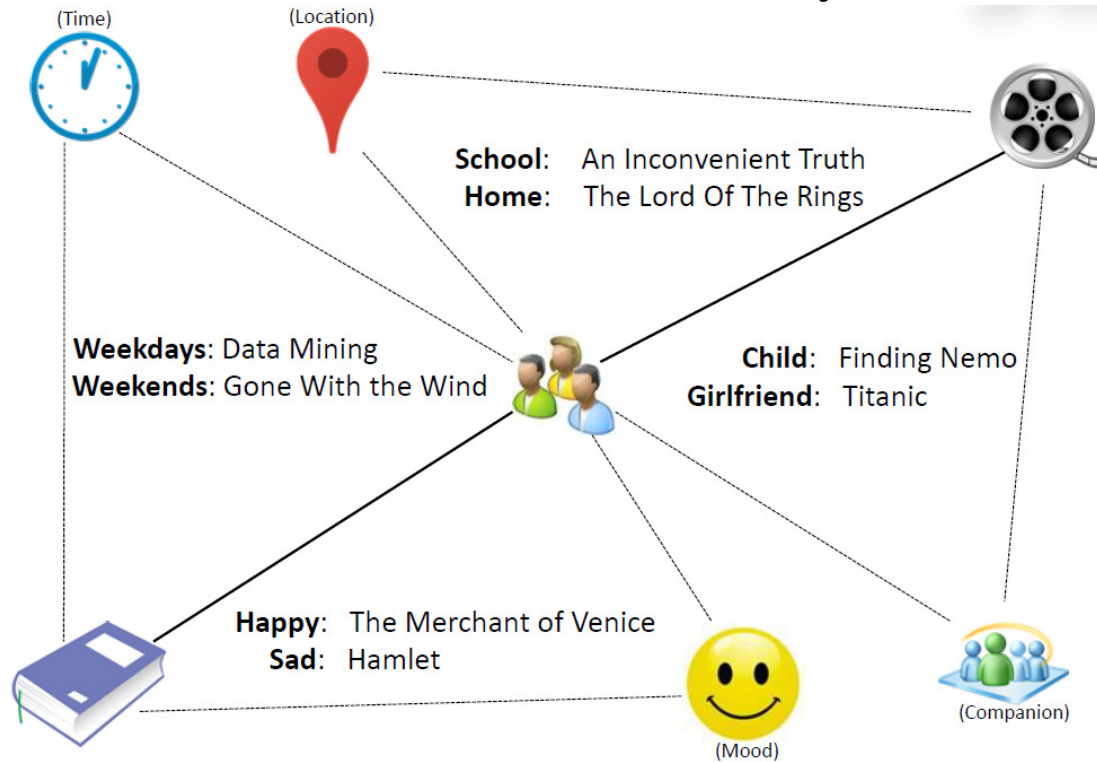 (Time)
(Location)
School: An Inconvenient Truth
Home: The Lord Of The Rings
Weekdays: Data Mining
Weekends: Gone With the Wind
Child: Finding Nemo
Girlfriend: Titanic
Happy: The Merchant of Venice
Sad: Hamlet
(Companion)
(Mood)